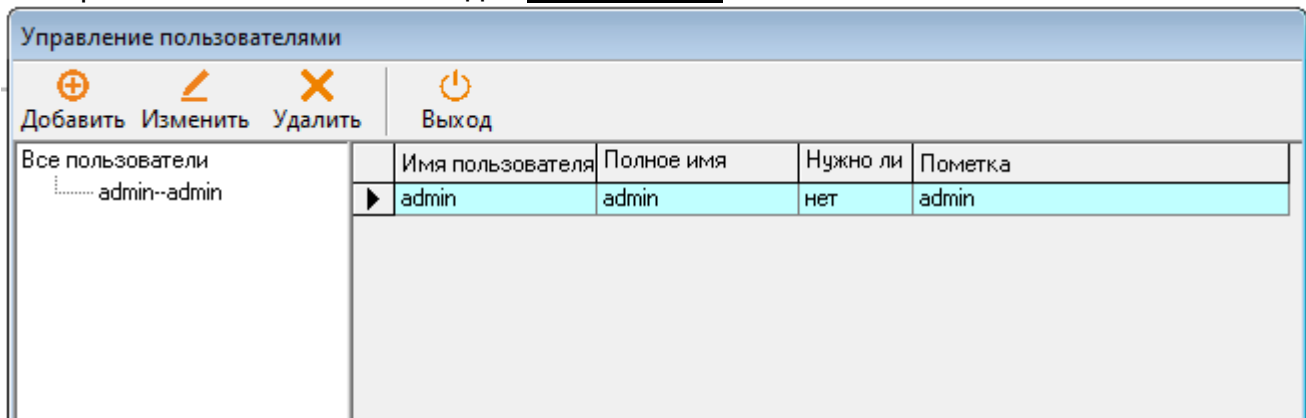 Управление пользователями
Добавить Изменить Удалить Выход
Все пользователи
admin--admin
Имя пользователя Полное имя Нужно ли Пометка
admin admin нет admin